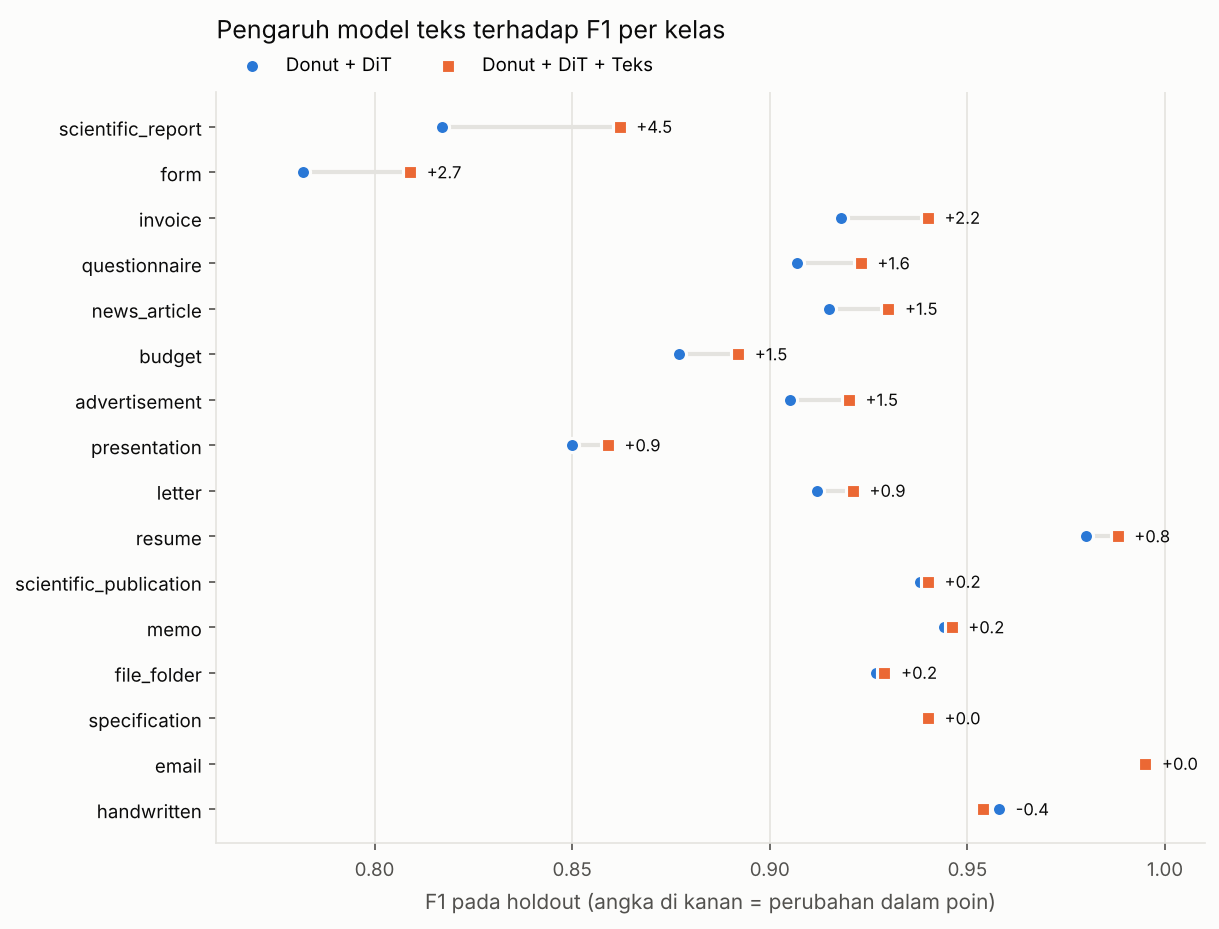 Pengaruh model teks terhadap F1 per kelas
Donut + DiT
Donut + DiT + Teks
scientific_report +4.5
form +2.7
invoice +2.2
questionnaire +1.6
news_article +1.5
budget +1.5
advertisement +1.5
presentation +0.9
letter +0.9
resume +0.8
scientific_publication +0.2
memo +0.2
file_folder +0.2
specification +0.0
email +0.0
handwritten -0.4
0.80 0.85 0.90 0.95 1.00
F1 pada holdout (angka di kanan = perubahan dalam poin)